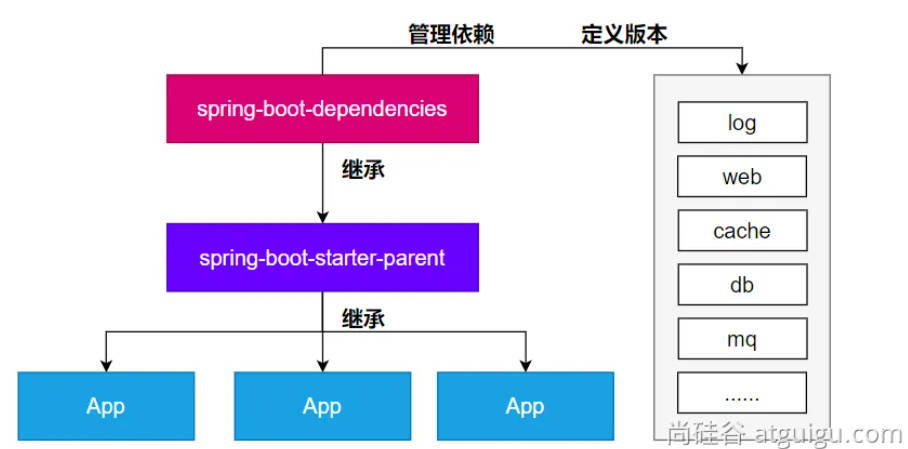 管理依赖 定义版本
spring-boot-dependencies
log
继承
web
cache
spring-boot-starter-parent
db
继承
mq
App App App
......
尚硅谷 atguigu.com